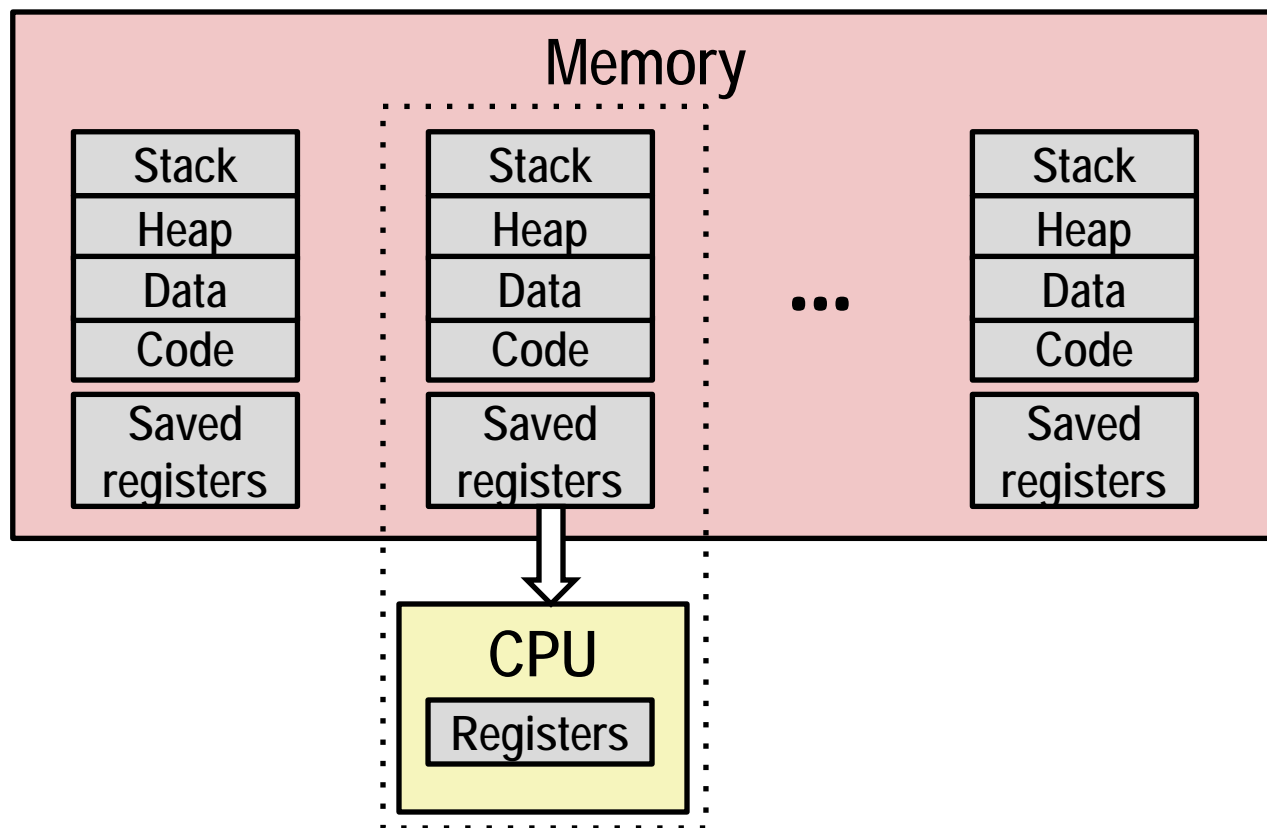 Memory
Stack
Heap
Data
Code
Saved
registers
Stack
Heap
Data
Code
Saved
registers
...
Stack
Heap
Data
Code
Saved
registers
CPU
Registers